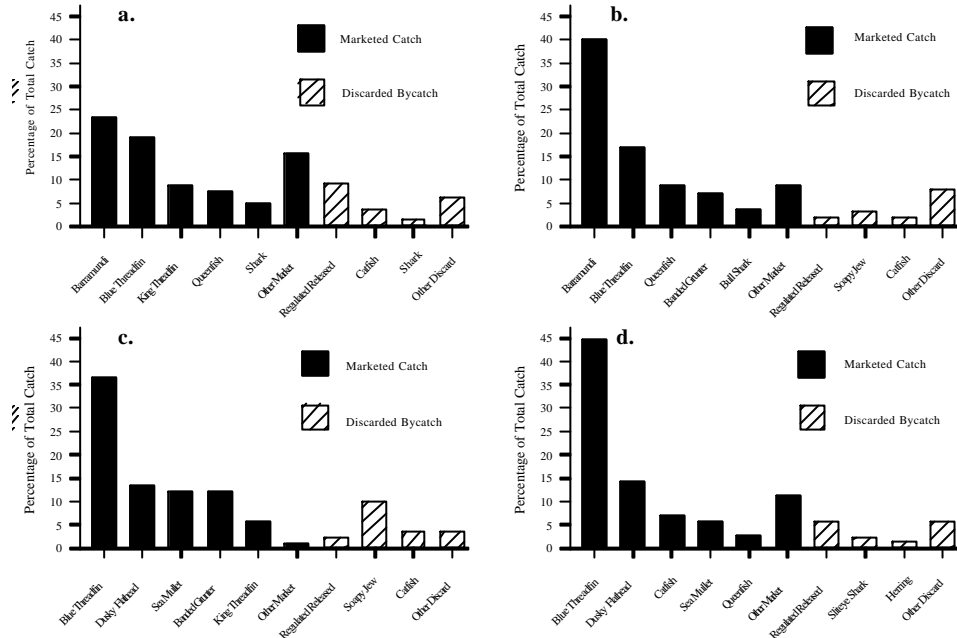 a.
45
40
35
30
25
20
15
10
5
0
Percentage of Total Catch
Marketed Catch
Discarded Bycatch
Barramundi
Blue Threadfin
King Threadfin
Queenfish
Shark
Other Market
Regulated Released
Catfish
Shark
Other Discard
b.
45
40
35
30
25
20
15
10
5
0
Percentage of Total Catch
Marketed Catch
Discarded Bycatch
Barramundi
Blue Threadfin
Queenfish
Banded Grunter
Bull Shark
Other Market
Regulated Released
Soapy Jew
Catfish
Other Discard
c.
45
40
35
30
25
20
15
10
5
0
Percentage of Total Catch
Marketed Catch
Discarded Bycatch
Blue Threadfin
Dusky Flathead
Sea Mullet
Banded Grunter
King Threadfin
Other Market
Regulated Released
Soapy Jew
Catfish
Other Discard
d.
45
40
35
30
25
20
15
10
5
0
Percentage of Total Catch
Marketed Catch
Discarded Bycatch
Blue Threadfin
Dusky Flathead
Catfish
Sea Mullet
Queenfish
Other Market
Regulated Released
Sliteye Shark
Herring
Other Discard